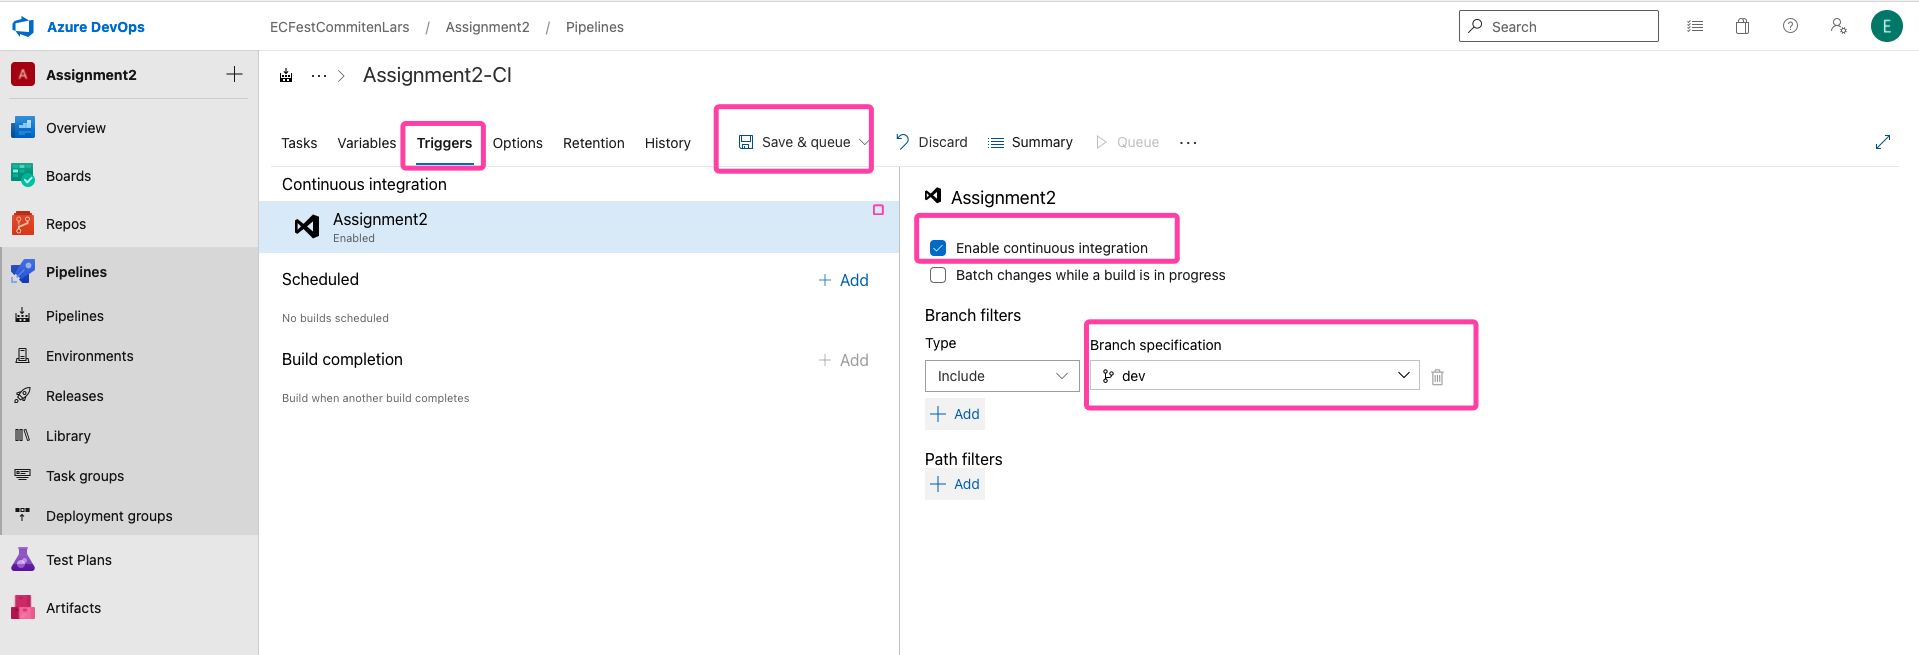 Azure DevOps
ECFestCommitenLars / Assignment2 / Pipelines
Search
E
A Assignment2
Overview
Boards
Repos
Pipelines
Pipelines
Environments
Releases
Library
Task groups
Deployment groups
Test Plans
Artifacts
... > Assignment2-CI
Tasks Variables Triggers Options Retention History
Save & queue Discard Summary Queue ...
Continuous integration
Assignment2
Enabled
Scheduled
+ Add
No builds scheduled
Build completion
+ Add
Build when another build completes
Assignment2
Enable continuous integration
Batch changes while a build is in progress
Branch filters
Type Branch specification
Include dev
+ Add
Path filters
+ Add